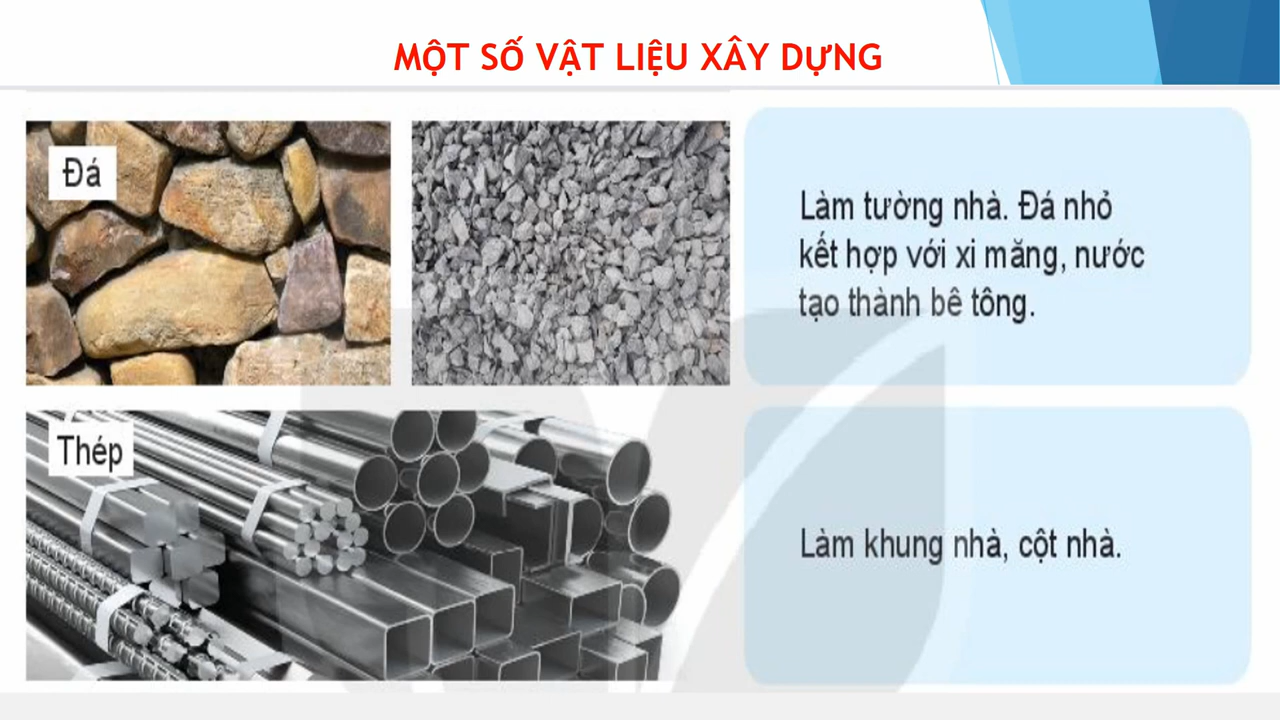 MỘT SỐ VẬT LIỆU XÂY DỰNG
Đá
Làm tường nhà. Đá nhỏ
kết hợp với xi măng, nước
tạo thành bê tông.
Thép
Làm khung nhà, cột nhà.